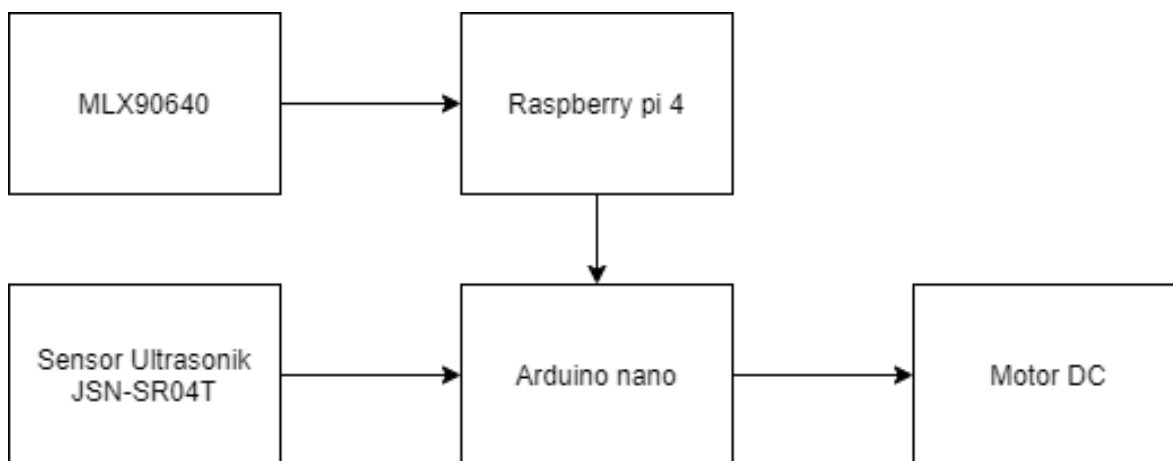 MLX90640
Raspberry pi 4
Sensor Ultrasonik
JSN-SR04T
Arduino nano
Motor DC